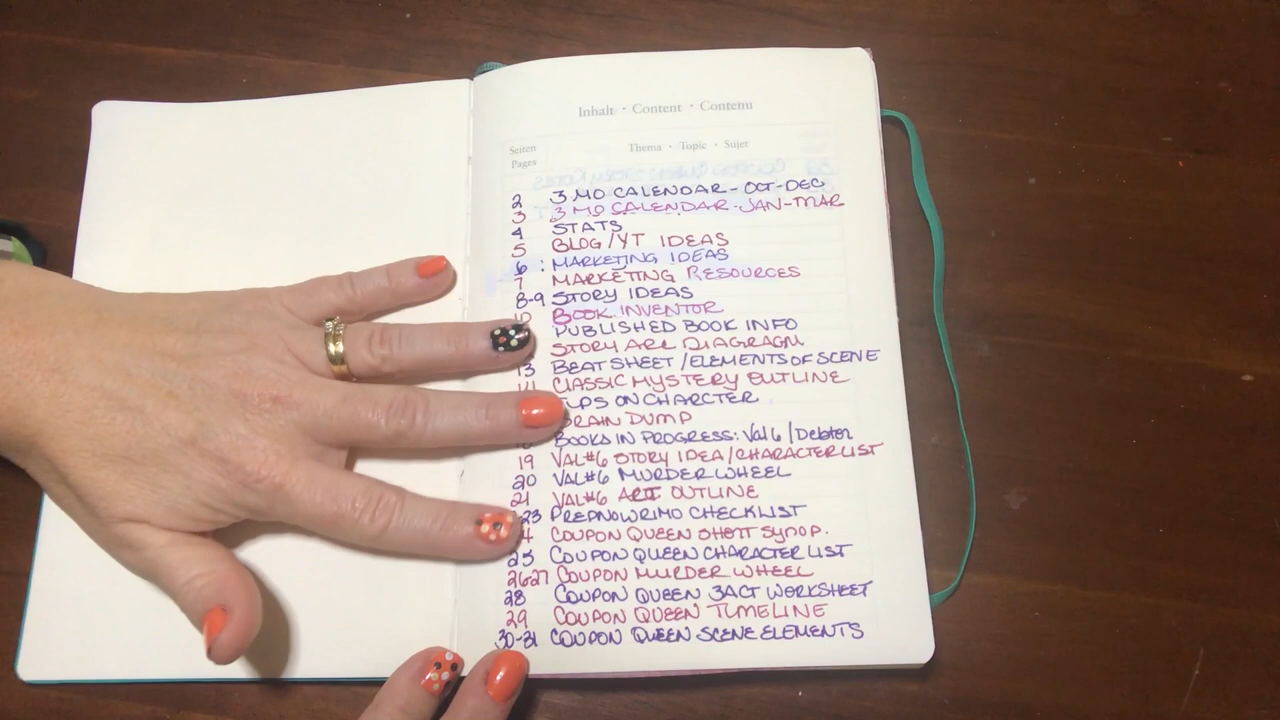 Inhalt • Content • Contenu
Seiten Pages
Thema • Topic • Sujet
2 3 MO CALENDAR - OCT-DEC
3 3 MO CALENDAR - JAN-MAR
4 STATS
5 BLOG/YT IDEAS
6 : MARKETING IDEAS
7 MARKETING RESOURCES
8-9 STORY IDEAS
10 BOOK INVENTOR
PUBLISHED BOOK INFO
STORY ARC DIAGRAGM
13 BEAT SHEET / ELEMENTS OF SCENE
14 CLASSIC MYSTERY OUTLINE
ON CHARCTER
BRAIN DUMP
BOOKS IN PROGRESS: Val 6 / Debtor
19 VAL#6 STORY IDEA / CHARACTER LIST
20 VAL#6 MURDER WHEEL
21 VAL#6 OUTLINE
-23 PREPNOWRIMO CHECKLIST
4 COUPON QUEEN SHORT SYNOP.
25 COUPON QUEEN CHARACTER LIST
26-27 COUPON MURDER WHEEL
28 COUPON QUEEN 3 ACT WORKSHEET
29 COUPON QUEEN TIMELINE
30-31 COUPON QUEEN SCENE ELEMENTS